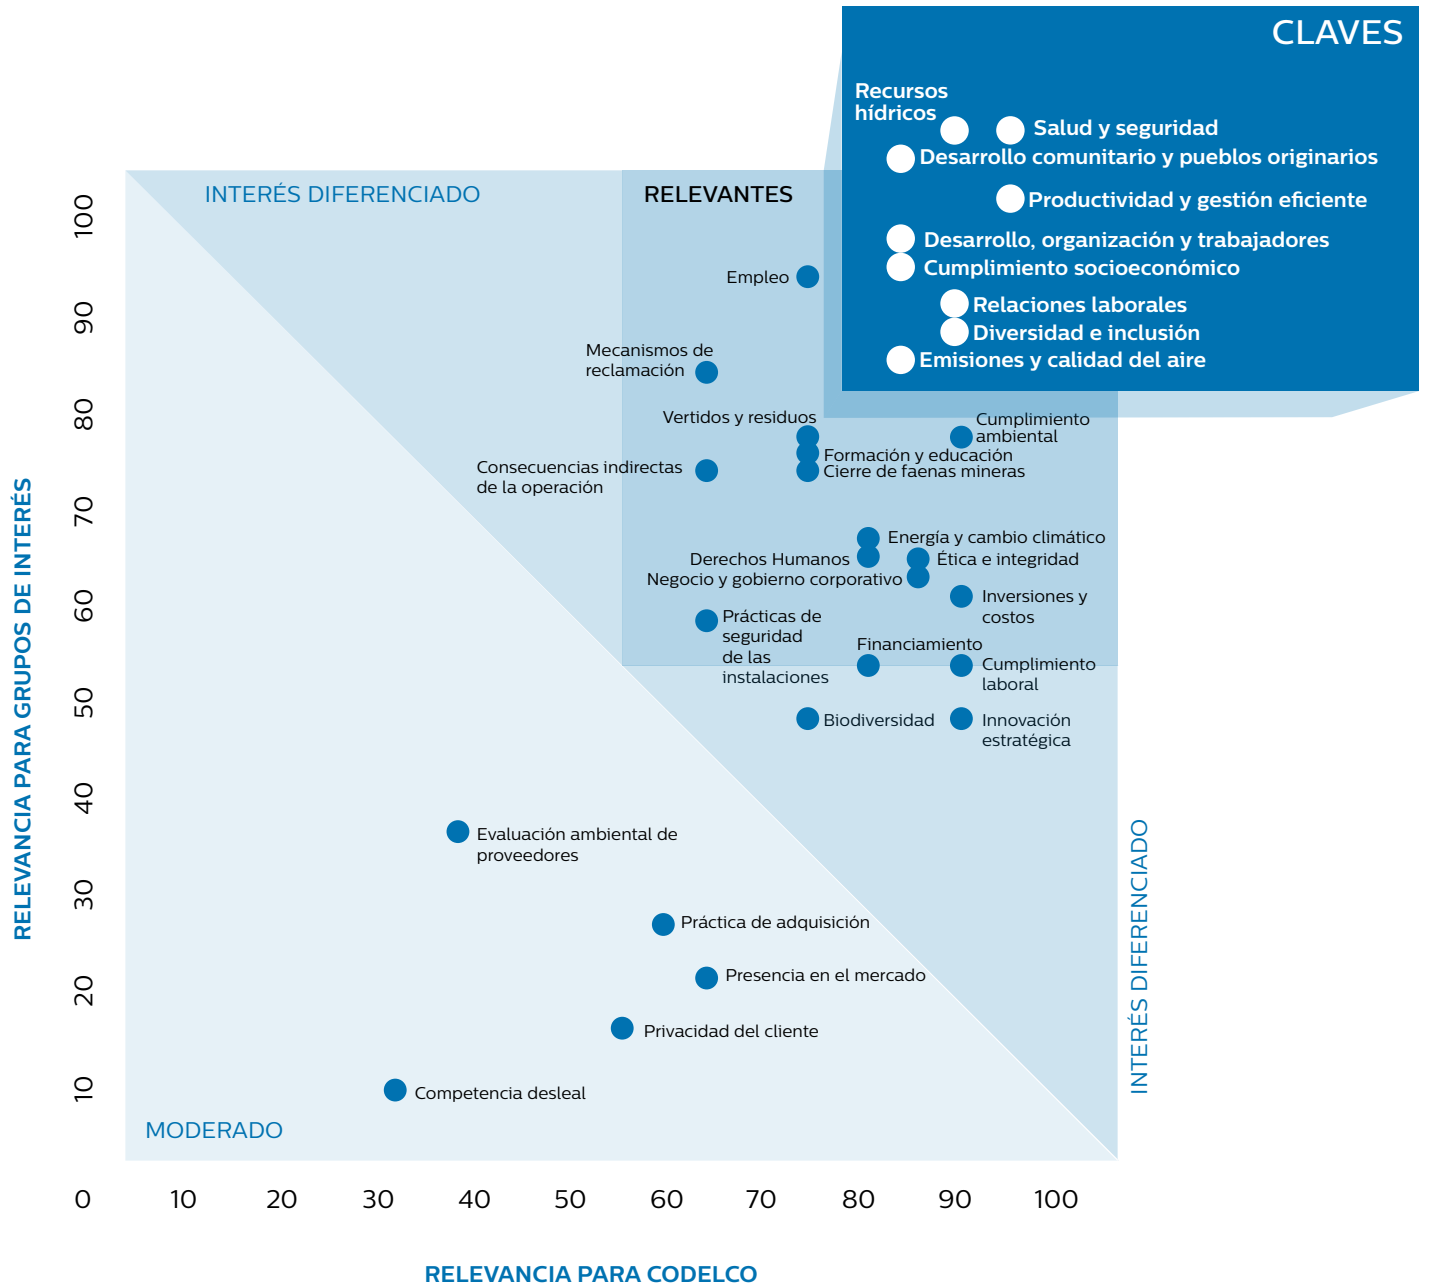 CLAVES
Recursos
hídricos
Salud y seguridad
Desarrollo comunitario y pueblos originarios
Productividad y gestión eficiente
Desarrollo, organización y trabajadores
Cumplimiento socioeconómico
Relaciones laborales
Diversidad e inclusión
Emisiones y calidad del aire
INTERÉS DIFERENCIADO
RELEVANTES
Empleo
Mecanismos de
reclamación
Vertidos y residuos
Cumplimiento
ambiental
Formación y educación
Consecuencias indirectas
de la operación
Cierre de faenas mineras
Energía y cambio climático
Derechos Humanos
Ética e integridad
Negocio y gobierno corporativo
Inversiones y
costos
Prácticas de
seguridad
de las
instalaciones
Financiamiento
Cumplimiento
laboral
Biodiversidad
Innovación
estratégica
Evaluación ambiental de
proveedores
Práctica de adquisición
Presencia en el mercado
Privacidad del cliente
Competencia desleal
MODERADO
INTERÉS DIFERENCIADO
RELEVANCIA PARA GRUPOS DE INTERÉS
100
90
80
70
60
50
40
30
20
10
0 10 20 30 40 50 60 70 80 90 100
RELEVANCIA PARA CODELCO